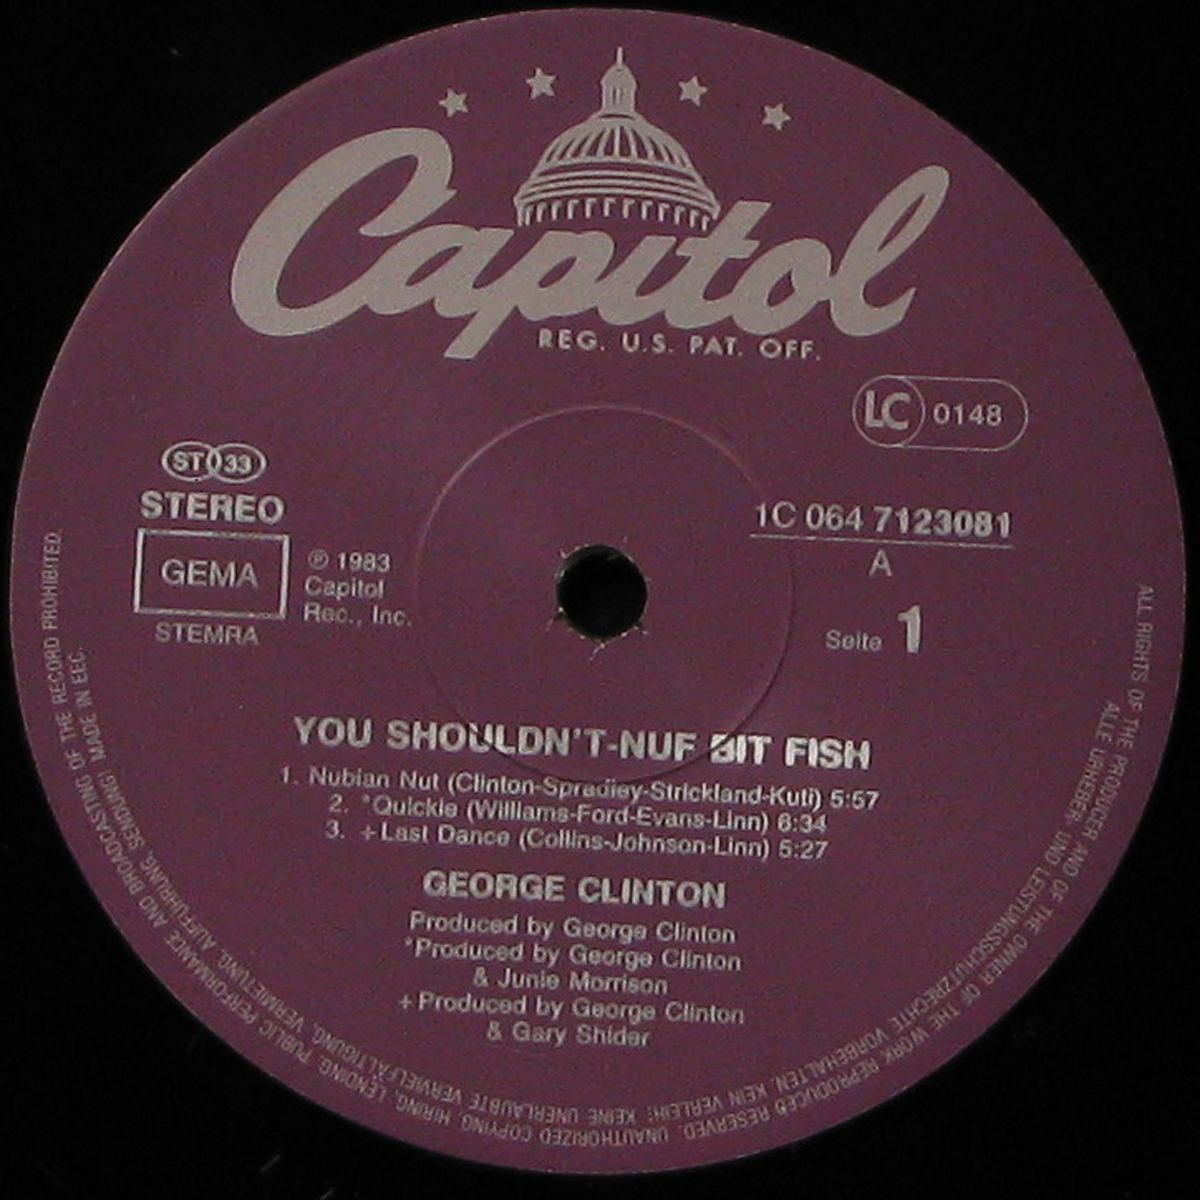 Capitol
REG. U.S. PAT. OFF.
LC 0148
ST 33
STEREO
GEMA
STEMRA
℗ 1983
Capitol
Rec., Inc.
1C 064 7123081
A
Seite 1
YOU SHOULDN'T-NUF BIT FISH
1. Nubian Nut (Clinton-Spradley-Strickland-Kuti) 5:57
2. *Quickie (Williams-Ford-Evans-Linn) 6:34
3. +Last Dance (Collins-Johnson-Linn) 5:27
GEORGE CLINTON
Produced by George Clinton
*Produced by George Clinton
& Junie Morrison
+Produced by George Clinton
& Gary Shider
ALL RIGHTS OF THE PRODUCER AND OF THE OWNER OF THE WORK REPRODUCED RESERVED. UNAUTHORIZED COPYING, HIRING, LENDING, PUBLIC PERFORMANCE AND BROADCASTING OF THE RECORD PROHIBITED.
ALLE URHEBER- UND LEISTUNGSSCHUTZRECHTE VORBEHALTEN. KEIN VERLEIH! KEINE UNERLAUBTE VERVIELFÄLTIGUNG, VERMIETUNG, AUFFÜHRUNG, SENDUNG! MADE IN EEC.